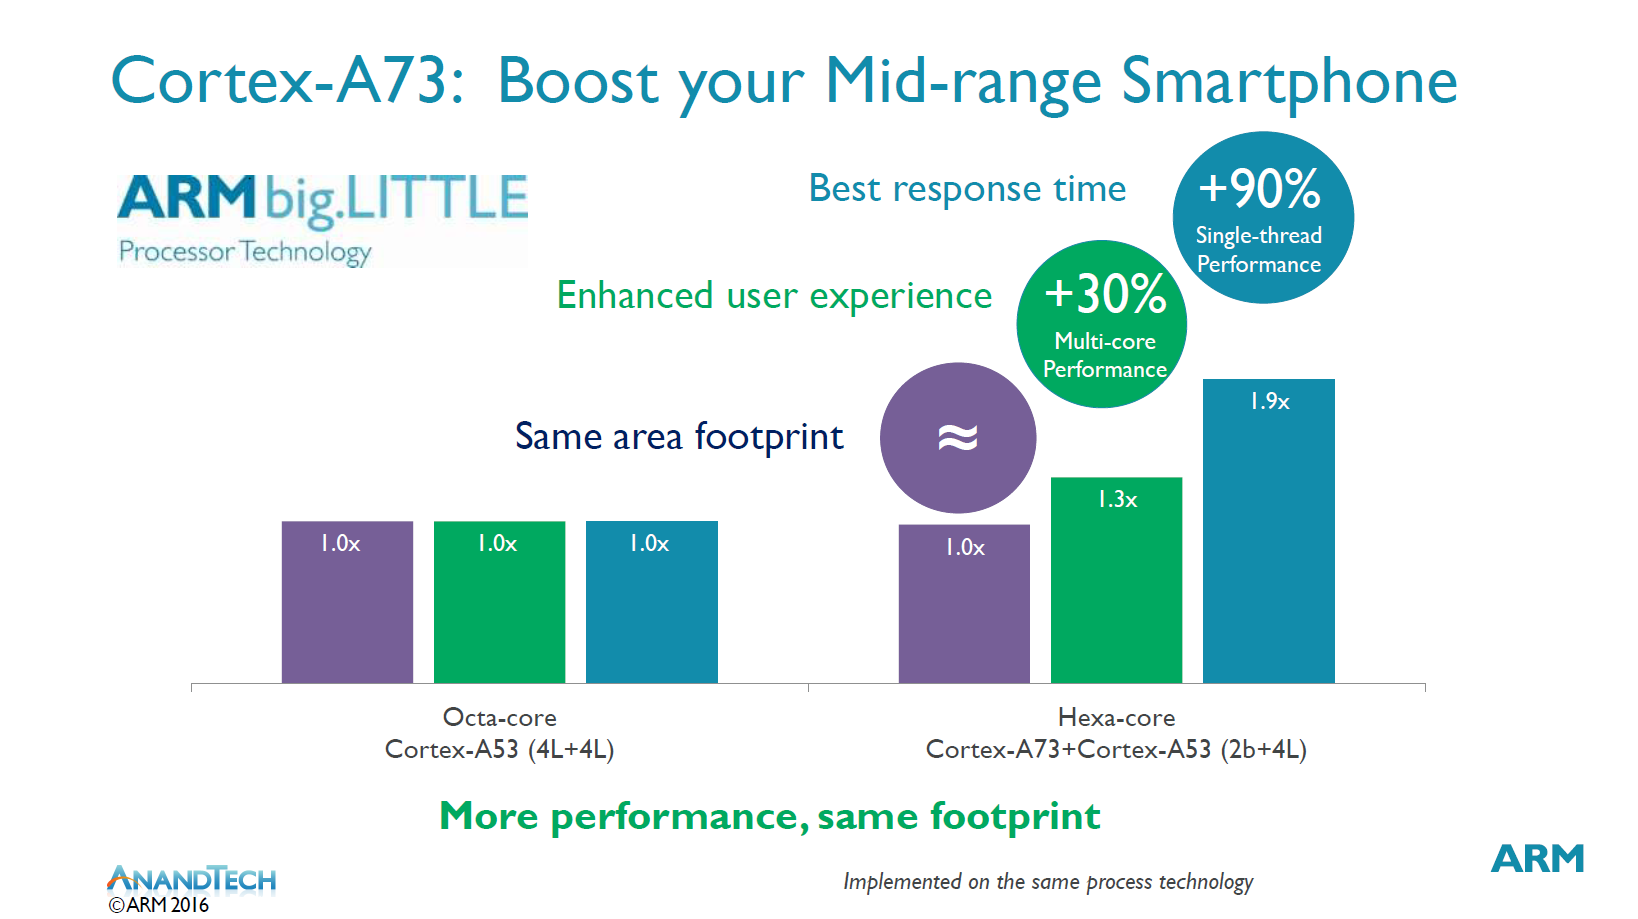 Cortex-A73: Boost your Mid-range Smartphone
ARM big.LITTLE
Processor Technology
Best response time
+90%
Single-thread
Performance
Enhanced user experience
+30%
Multi-core
Performance
Same area footprint
≈
1.0x
1.0x
1.0x
1.0x
1.3x
1.9x
Octa-core
Cortex-A53 (4L+4L)
Hexa-core
Cortex-A73+Cortex-A53 (2b+4L)
More performance, same footprint
ANANDTECH
©ARM 2016
Implemented on the same process technology
ARM